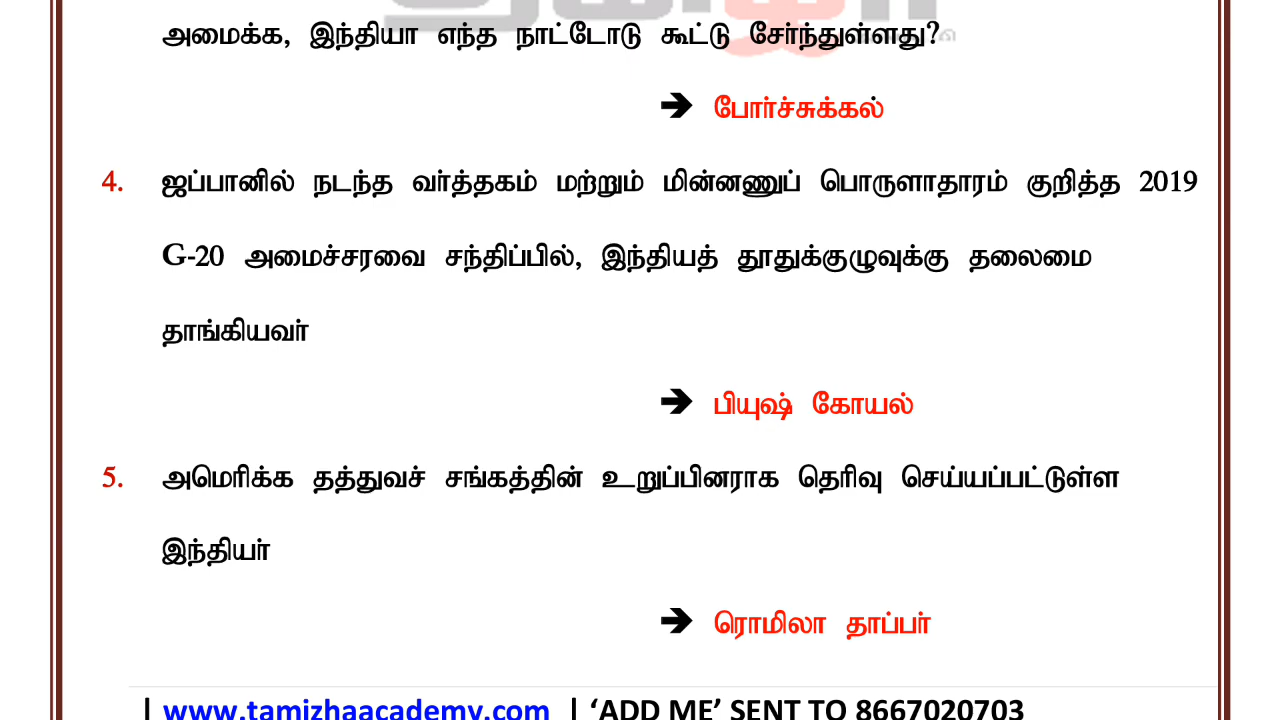 அமைக்க, இந்தியா எந்த நாட்டோடு கூட்டு சேர்ந்துள்ளது?
➔ போர்ச்சுக்கல்
4. ஜப்பானில் நடந்த வர்த்தகம் மற்றும் மின்னணுப் பொருளாதாரம் குறித்த 2019
G-20 அமைச்சரவை சந்திப்பில், இந்தியத் தூதுக்குழுவுக்கு தலைமை
தாங்கியவர்
➔ பியுஷ் கோயல்
5. அமெரிக்க தத்துவச் சங்கத்தின் உறுப்பினராக தெரிவு செய்யப்பட்டுள்ள
இந்தியர்
➔ ரொமிலா தாப்பர்
| www.tamizhaacademy.com | ‘ADD ME’ SENT TO 8667020703